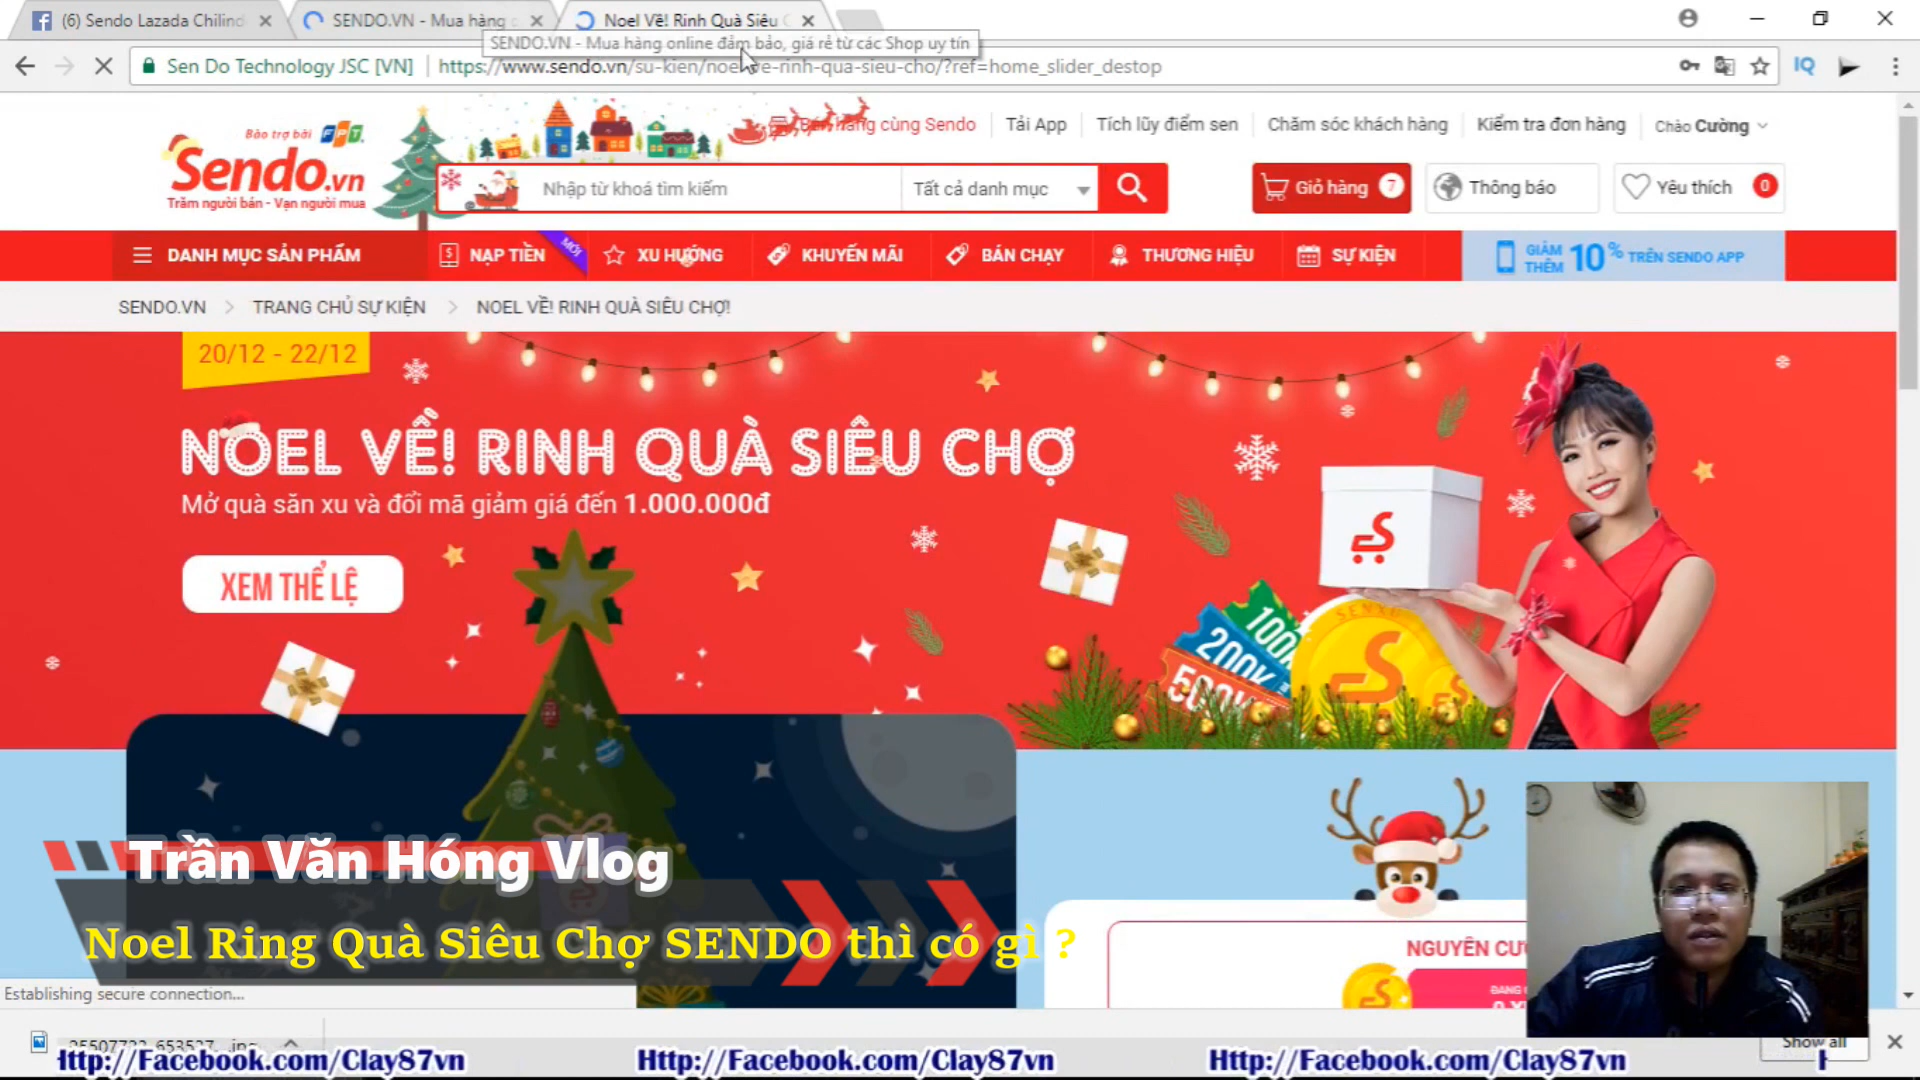 (6) Sendo Lazada Chilind
SENDO.VN - Mua hàng
Noel Về! Rinh Quà Siêu
SENDO.VN - Mua hàng online đảm bảo, giá rẻ từ các Shop uy tín
Sen Do Technology JSC [VN]
https://www.sendo.vn/su-kien/noel-ve-rinh-qua-sieu-cho/?ref=home_slider_destop
IQ
Bảo trợ bởi FPT
Sendo.vn
Trăm người bán - Vạn người mua
Bán hàng cùng Sendo
Tải App
Tích lũy điểm sen
Chăm sóc khách hàng
Kiểm tra đơn hàng
Chào Cường
Nhập từ khoá tìm kiếm
Tất cả danh mục
Giỏ hàng 7
Thông báo
Yêu thích 0
DANH MỤC SẢN PHẨM
NẠP TIỀN
MỚI
XU HƯỚNG
KHUYẾN MÃI
BÁN CHẠY
THƯƠNG HIỆU
SỰ KIỆN
GIẢM THÊM 10% TRÊN SENDO APP
SENDO.VN
TRANG CHỦ SỰ KIỆN
NOEL VỀ! RINH QUÀ SIÊU CHỢ!
20/12 - 22/12
NOEL VỀ! RINH QUÀ SIÊU CHỢ
Mở quà săn xu và đổi mã giảm giá đến 1.000.000đ
XEM THỂ LỆ
100K
200K
500K
SENXU
Trần Văn Hóng Vlog
Noel Ring Quà Siêu Chợ SENDO thì có gì ?
NGUYÊN CƯ
ĐANG
0 X
Establishing secure connection...
Show all
Http://Facebook.com/Clay87vn
Http://Facebook.com/Clay87vn
Http://Facebook.com/Clay87vn